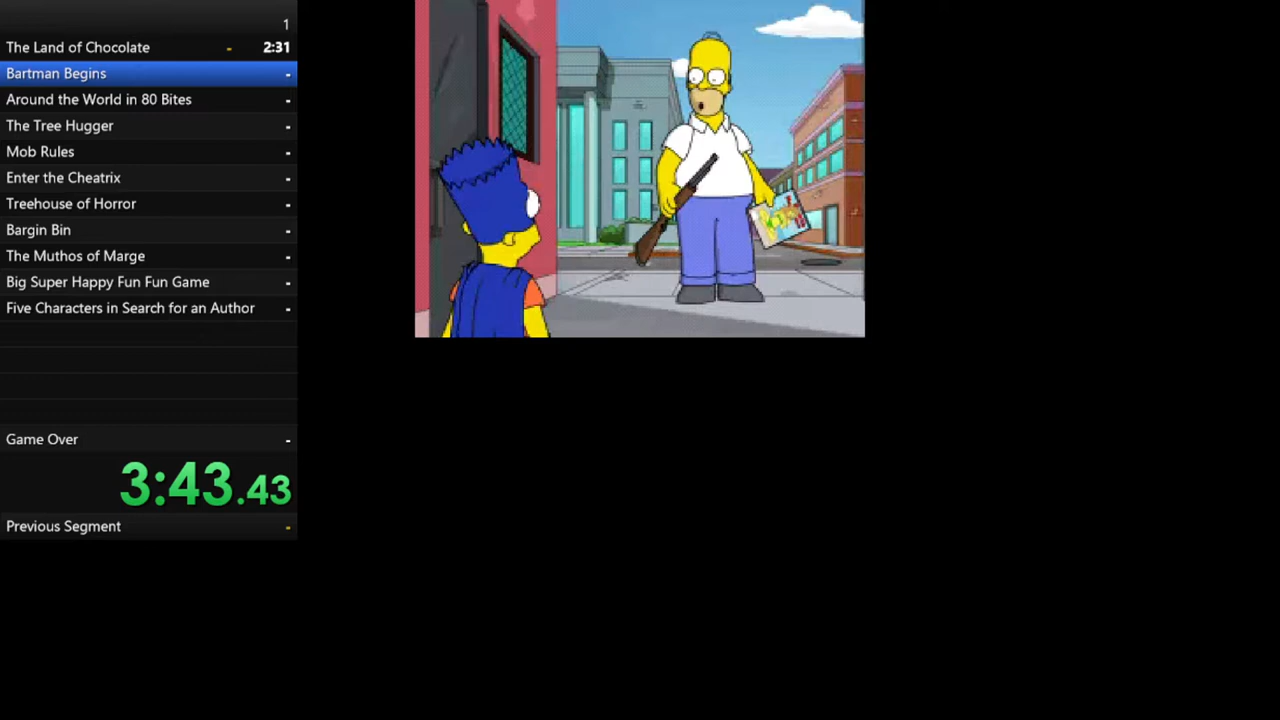 1
The Land of Chocolate - 2:31
Bartman Begins -
Around the World in 80 Bites -
The Tree Hugger -
Mob Rules -
Enter the Cheatrix -
Treehouse of Horror -
Bargin Bin -
The Muthos of Marge -
Big Super Happy Fun Fun Game -
Five Characters in Search for an Author -
Game Over -
3:43.43
Previous Segment -